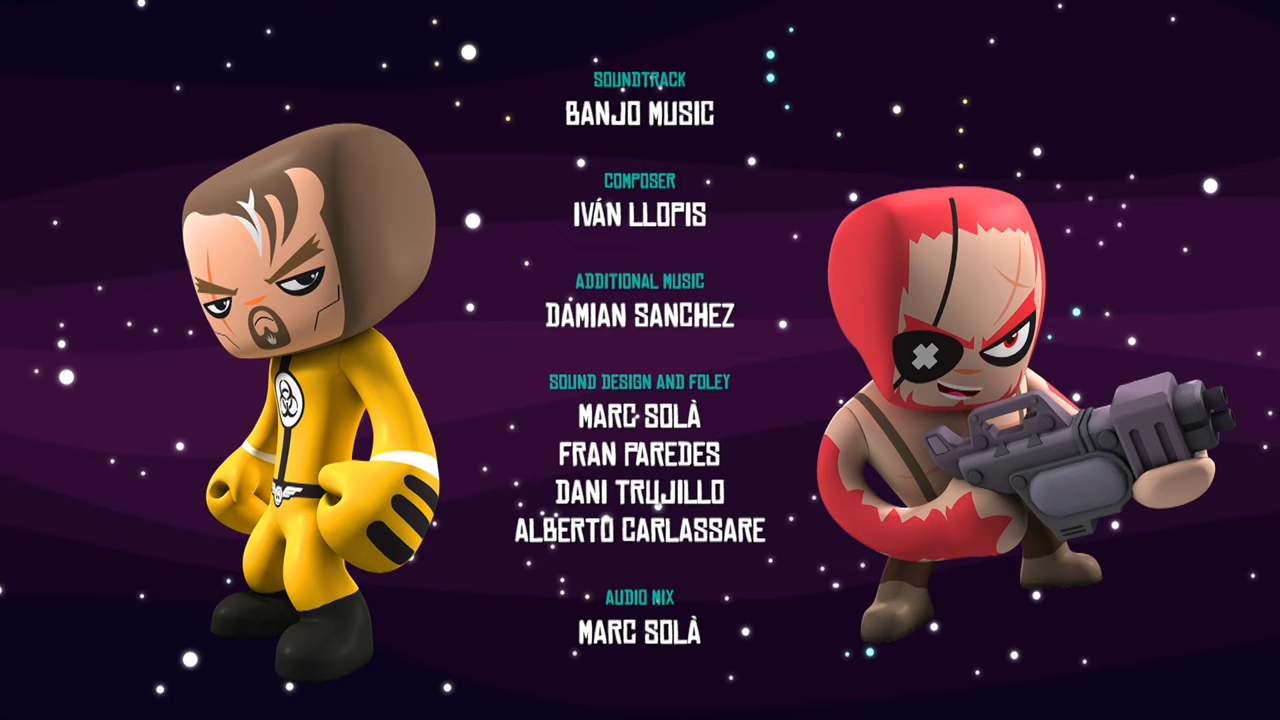 SOUNDTRACK
BANJO MUSIC
COMPOSER
IVÁN LLOPIS
ADDITIONAL MUSIC
DAMIAN SANCHEZ
SOUND DESIGN AND FOLEY
MARC SOLÀ
FRAN PAREDES
DANI TRUJILLO
ALBERTO CARLASSARE
AUDIO MIX
MARC SOLÀ